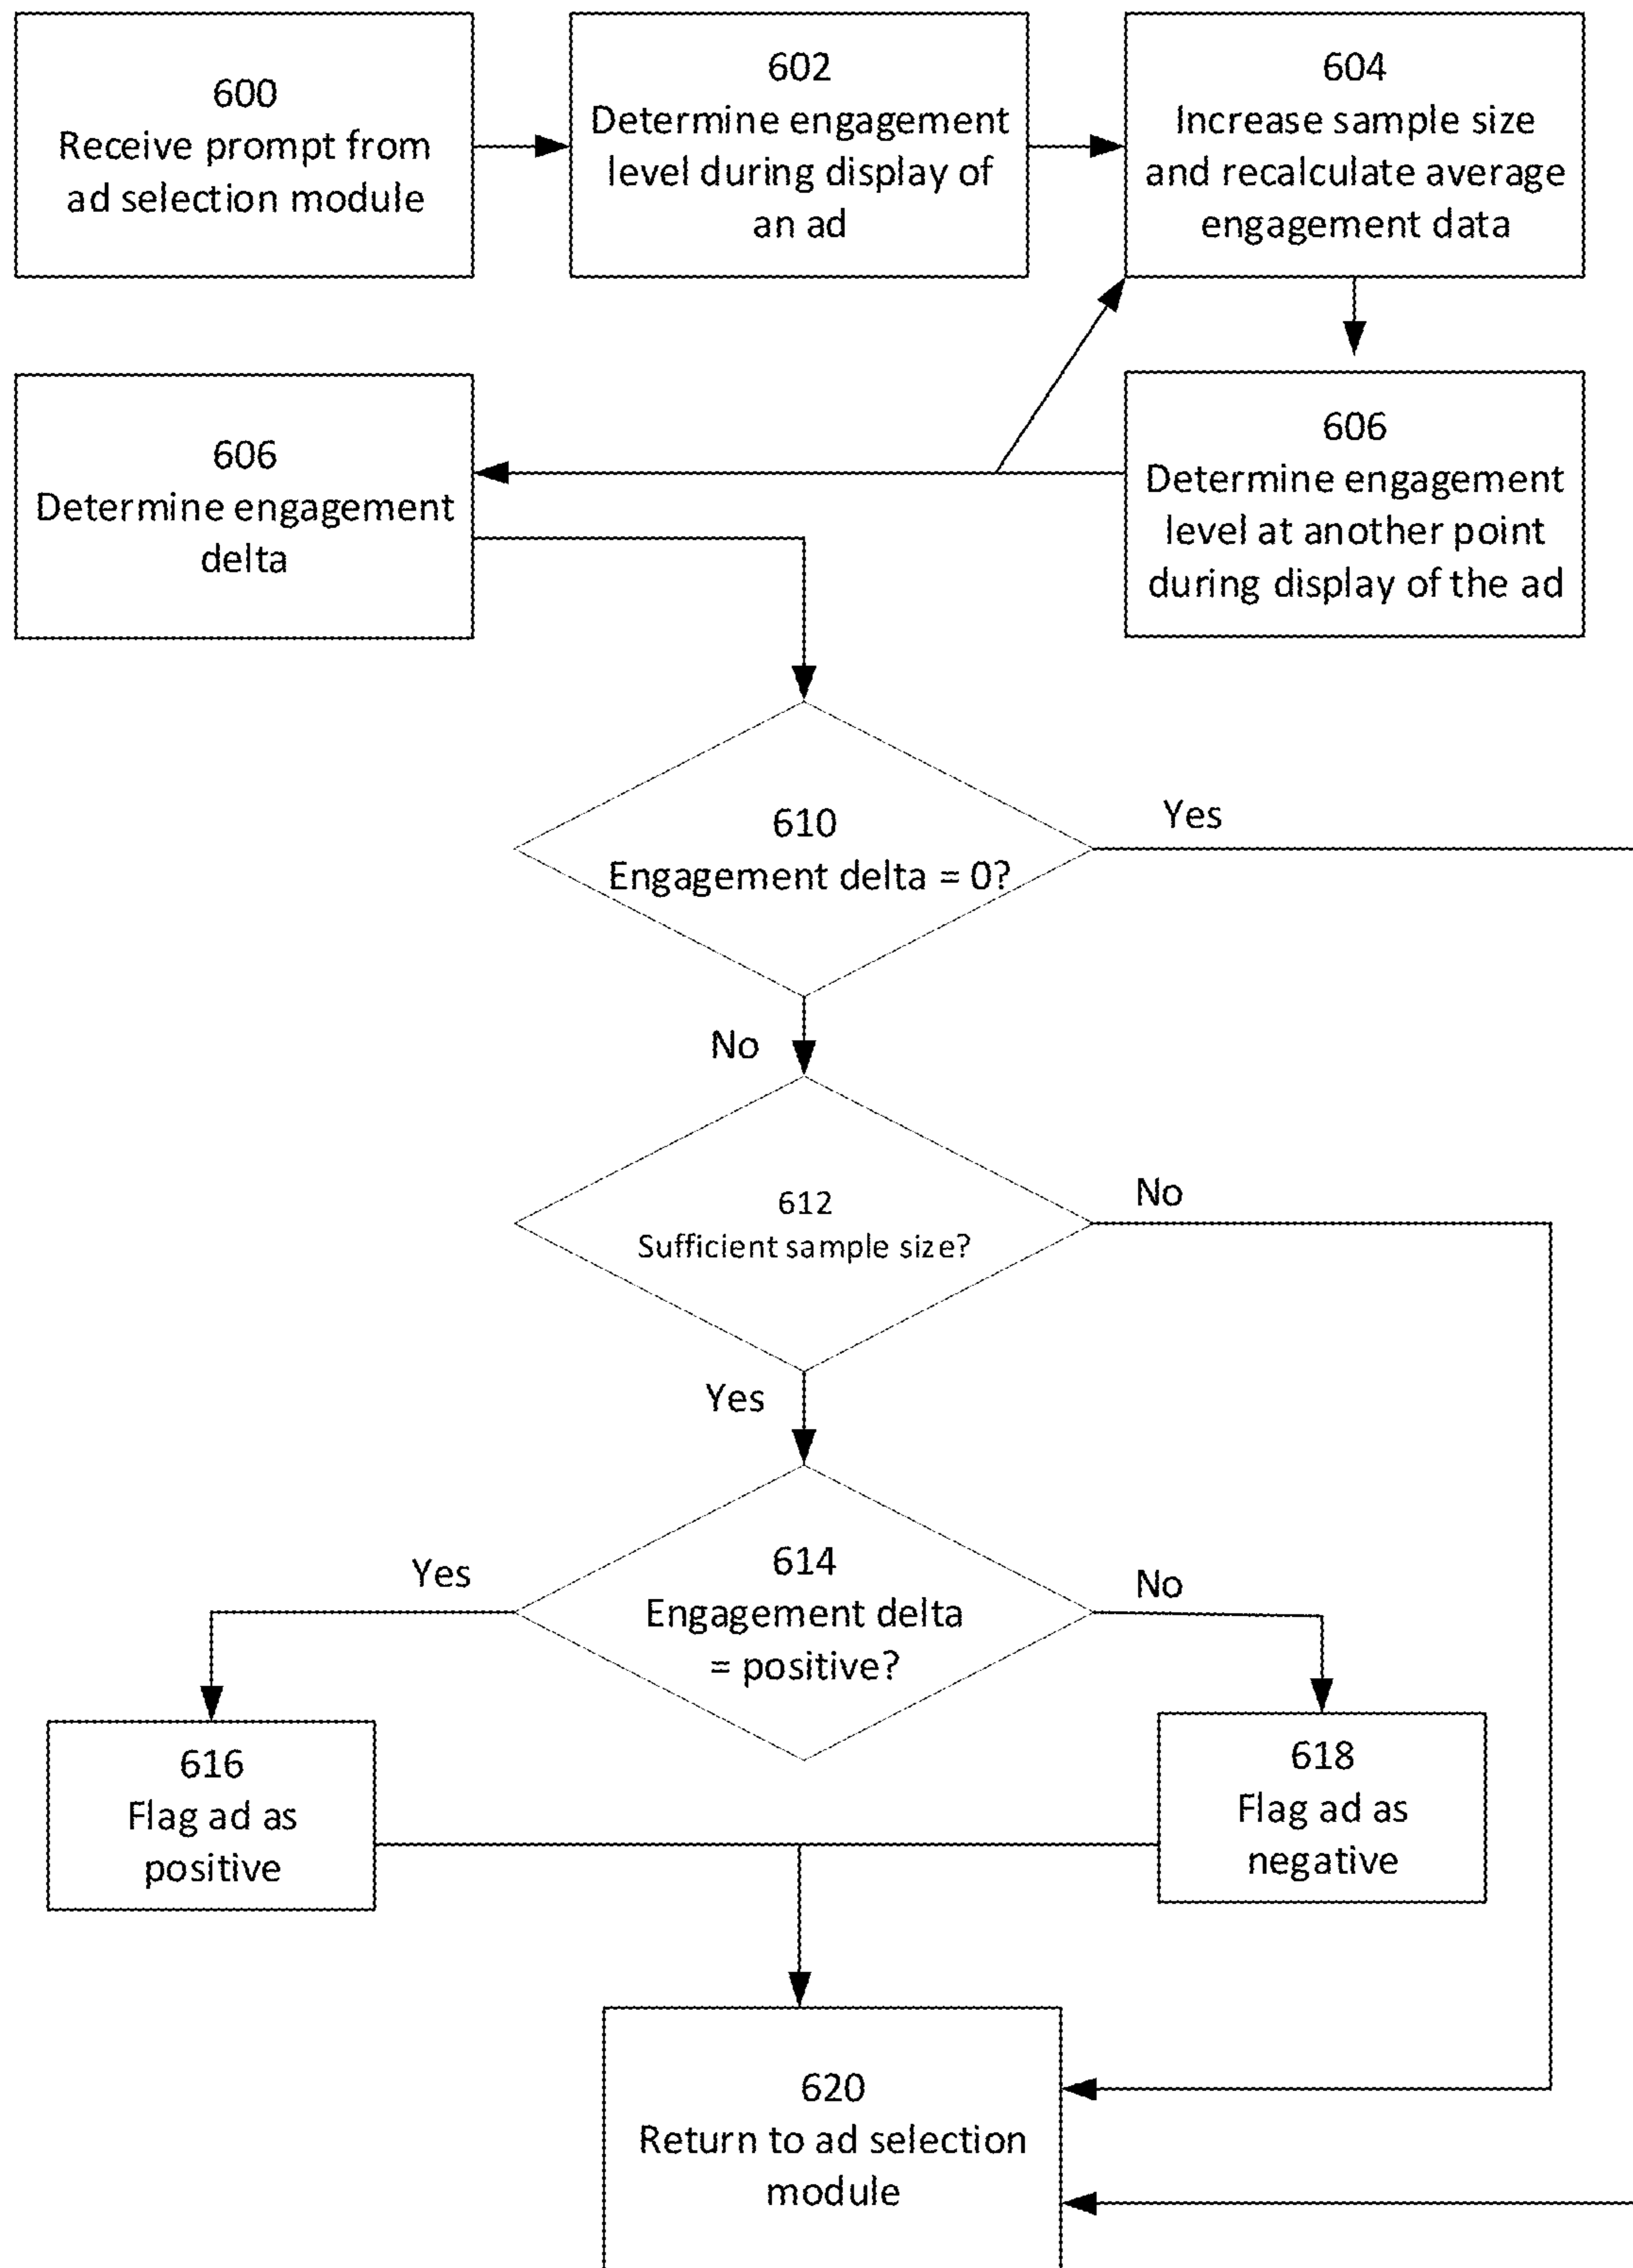 600
Receive prompt from
ad selection module
602
Determine engagement
level during display of
an ad
604
Increase sample size
and recalculate average
engagement data
606
Determine engagement
delta
606
Determine engagement
level at another point
during display of the ad
610
Engagement delta = 0?
Yes
No
612
Sufficient sample size?
No
Yes
614
Engagement delta
= positive?
Yes
No
616
Flag ad as
positive
618
Flag ad as
negative
620
Return to ad selection
module